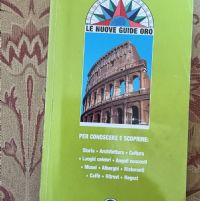 LE NUOVE GUIDE ORO
PER CONOSCERE E SCOPRIRE:
Storia • Architettura • Cultura
• Luoghi celebri • Angoli nascosti
• Musei • Alberghi • Ristoranti
• Caffè • Ritrovi • Negozi